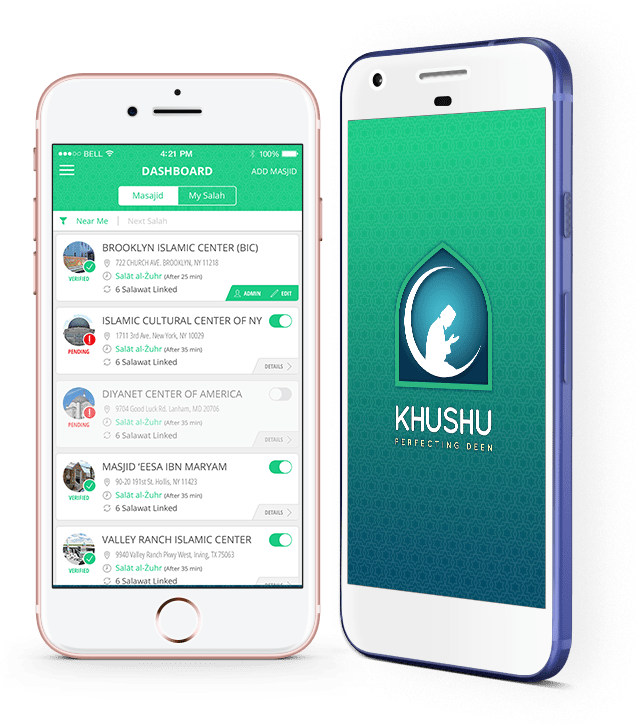 ●●●○○ BELL 4:21 PM 100%
DASHBOARD ADD MASJID
Masajid My Salah
Near Me | Next Salah
BROOKLYN ISLAMIC CENTER (BIC)
722 CHURCH AVE. BROOKLYN, NY 11218
Salāt al-Żuhr (After 25 min)
VERIFIED
6 Salawat Linked
ADMIN EDIT
ISLAMIC CULTURAL CENTER OF NY
1711 3rd Ave. New York, NY 10029
Salāt al-Żuhr (After 35 min)
PENDING
6 Salawat Linked
DETAILS
DIYANET CENTER OF AMERICA
9704 Good Luck Rd, Lanham, MD 20706
Salāt al-Żuhr (After 35 min)
PENDING
6 Salawat Linked
DETAILS
MASJID ‘EESA IBN MARYAM
90-20 191st St. Hollis, NY 11423
Salāt al-Żuhr (After 35 min)
VERIFIED
6 Salawat Linked
DETAILS
VALLEY RANCH ISLAMIC CENTER
9940 Valley Ranch Pkwy West, Irving, TX 75063
Salāt al-Żuhr (After 35 min)
VERIFIED
6 Salawat Linked
DETAILS
KHUSHU
PERFECTING DEEN